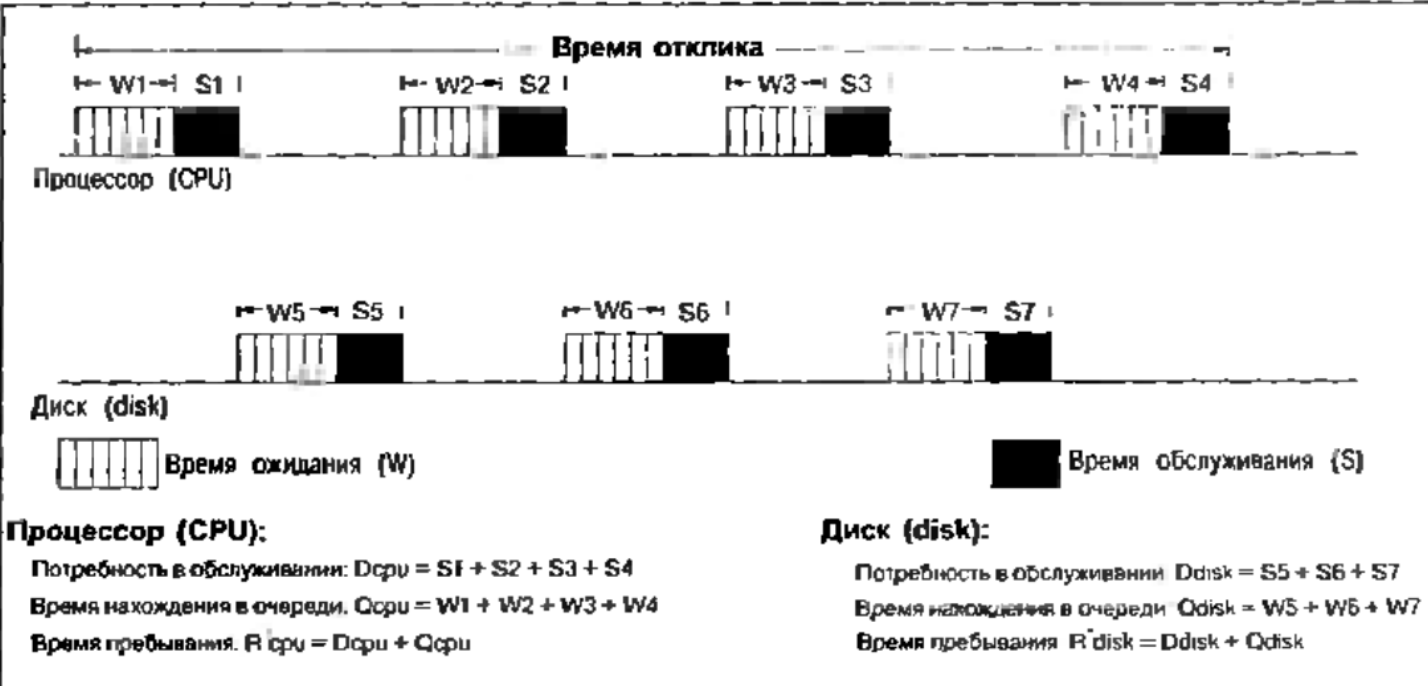 Время отклика
W1 S1 W2 S2 W3 S3 W4 S4
Процессор (CPU)
W5 S5 W6 S6 W7 S7
Диск (disk)
Время ожидания (W) Время обслуживания (S)
Процессор (CPU): Диск (disk):
Потребность в обслуживании: Dcpu = S1 + S2 + S3 + S4 Потребность в обслуживании Ddisk = S5 + S6 + S7
Время нахождения в очереди. Qcpu = W1 + W2 + W3 + W4 Время нахождения в очереди Qdisk = W5 + W6 + W7
Время пребывания. R'cpu = Dcpu + Qcpu Время пребывания R'disk = Ddisk + Qdisk